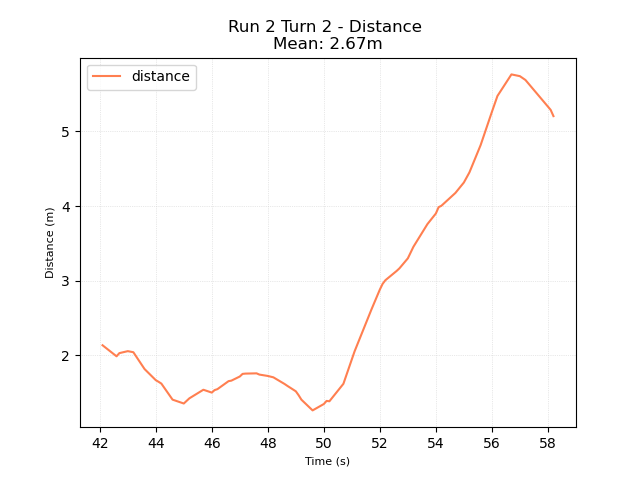 Run 2 Turn 2 - Distance
Mean: 2.67m
distance
Distance (m)
5
4
3
2
42 44 46 48 50 52 54 56 58
Time (s)